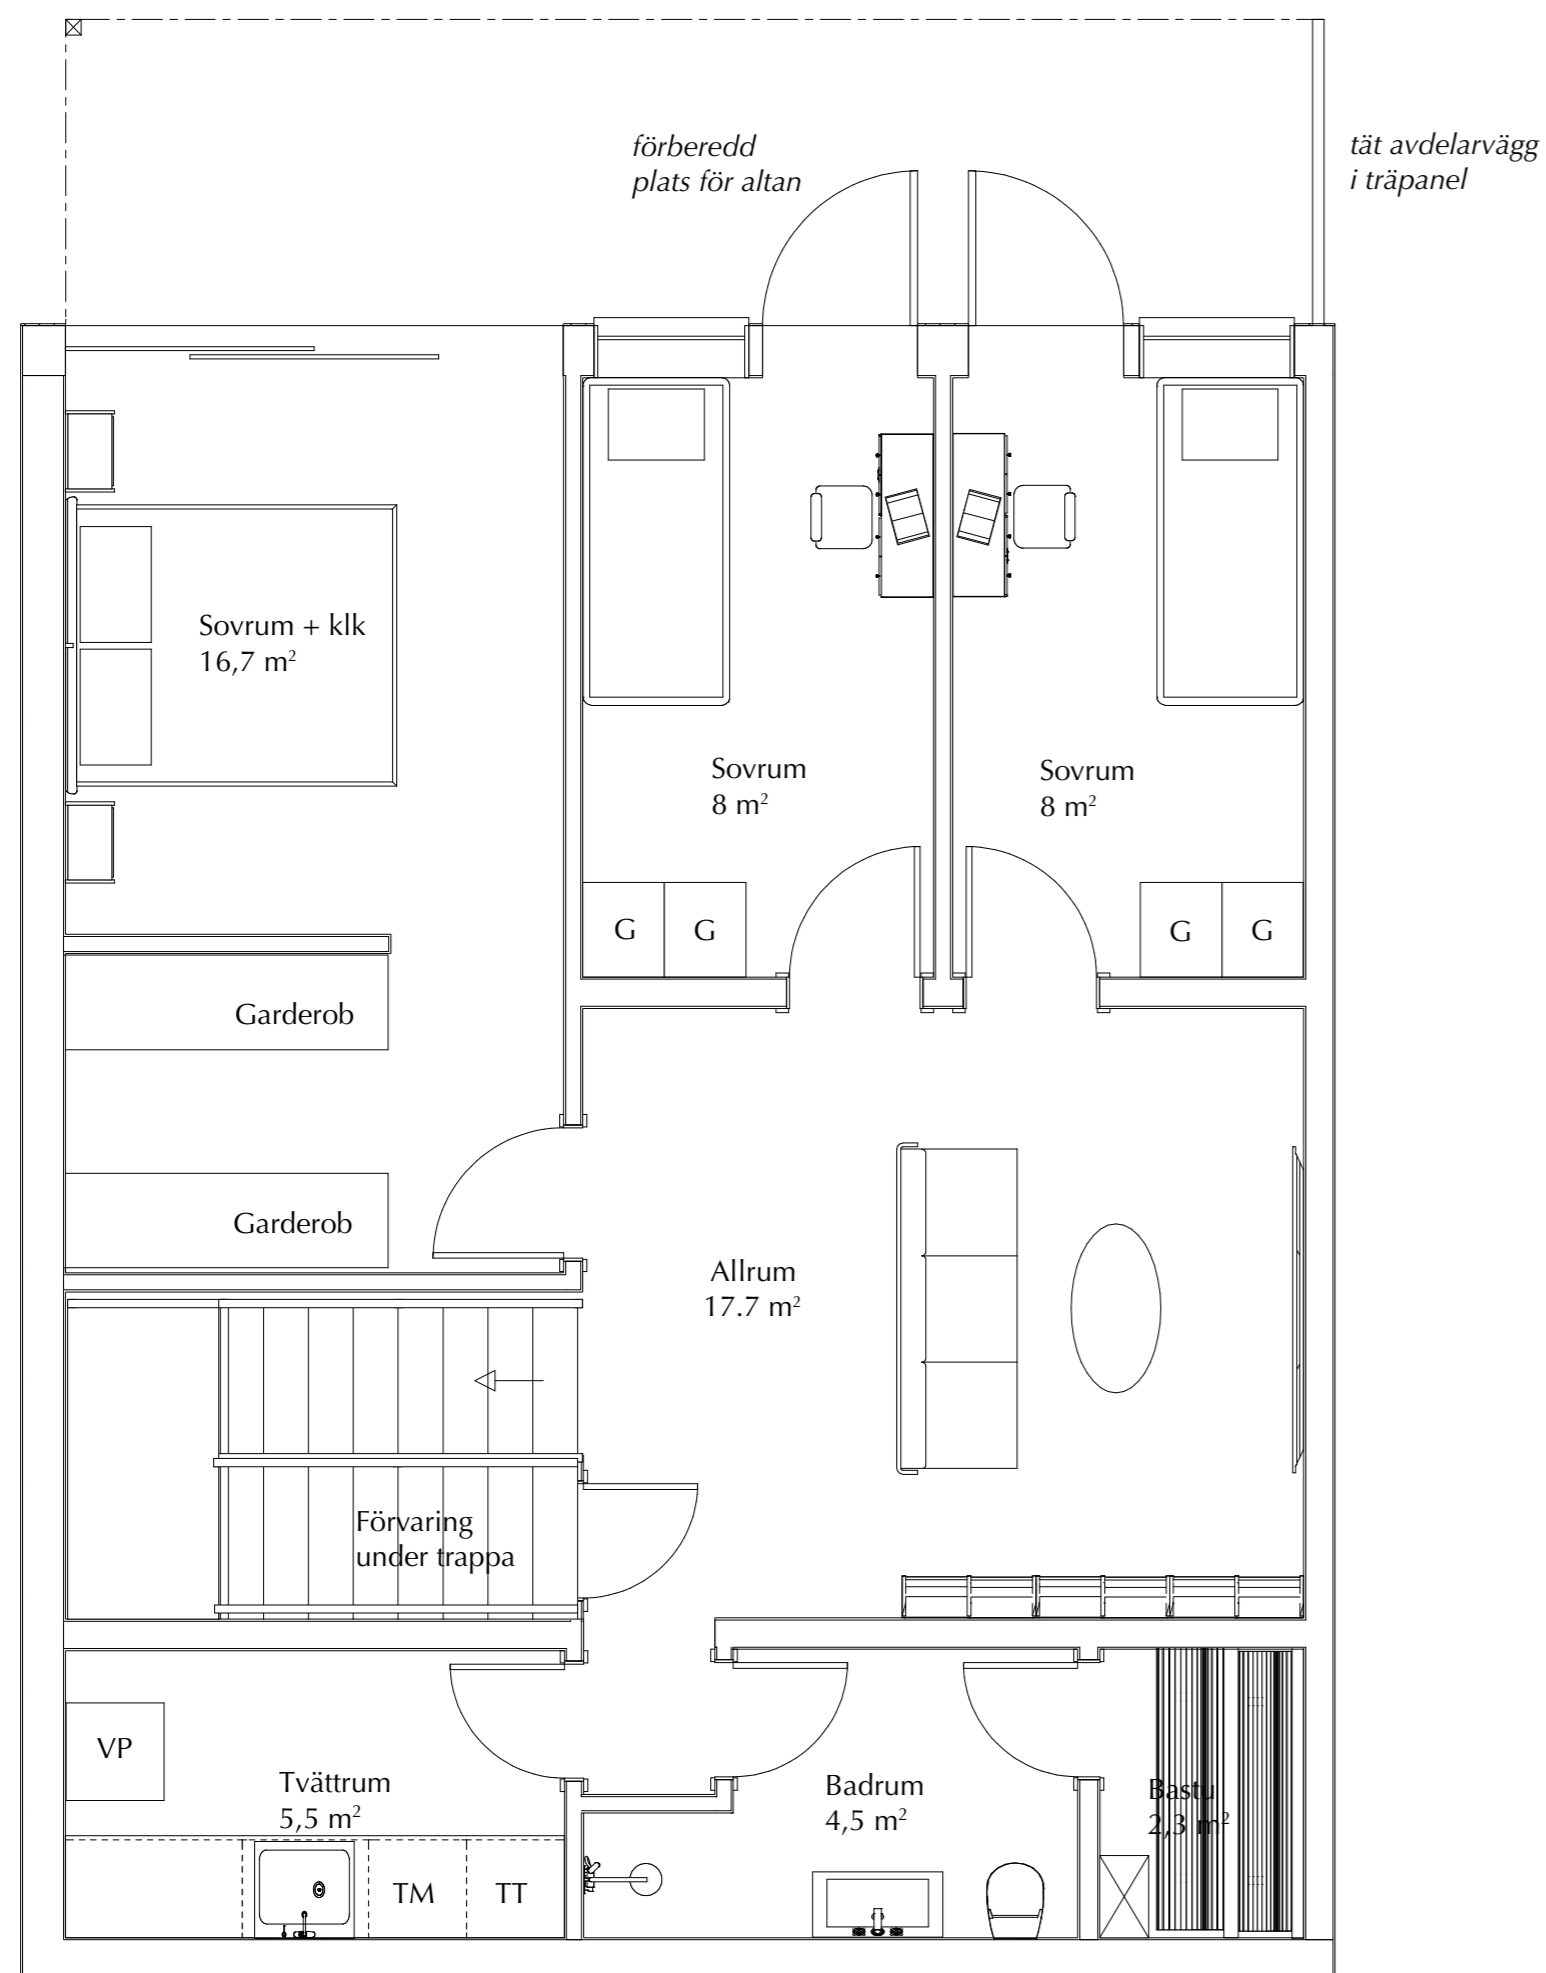 förberedd
plats för altan
tät avdelarvägg
i träpanel
Sovrum + klk
16,7 m²
Sovrum
8 m²
Sovrum
8 m²
G
G
G
G
Garderob
Garderob
Allrum
17.7 m²
Förvaring
under trappa
VP
Tvättrum
5,5 m²
TM
TT
Badrum
4,5 m²
Bastu
2,3 m²